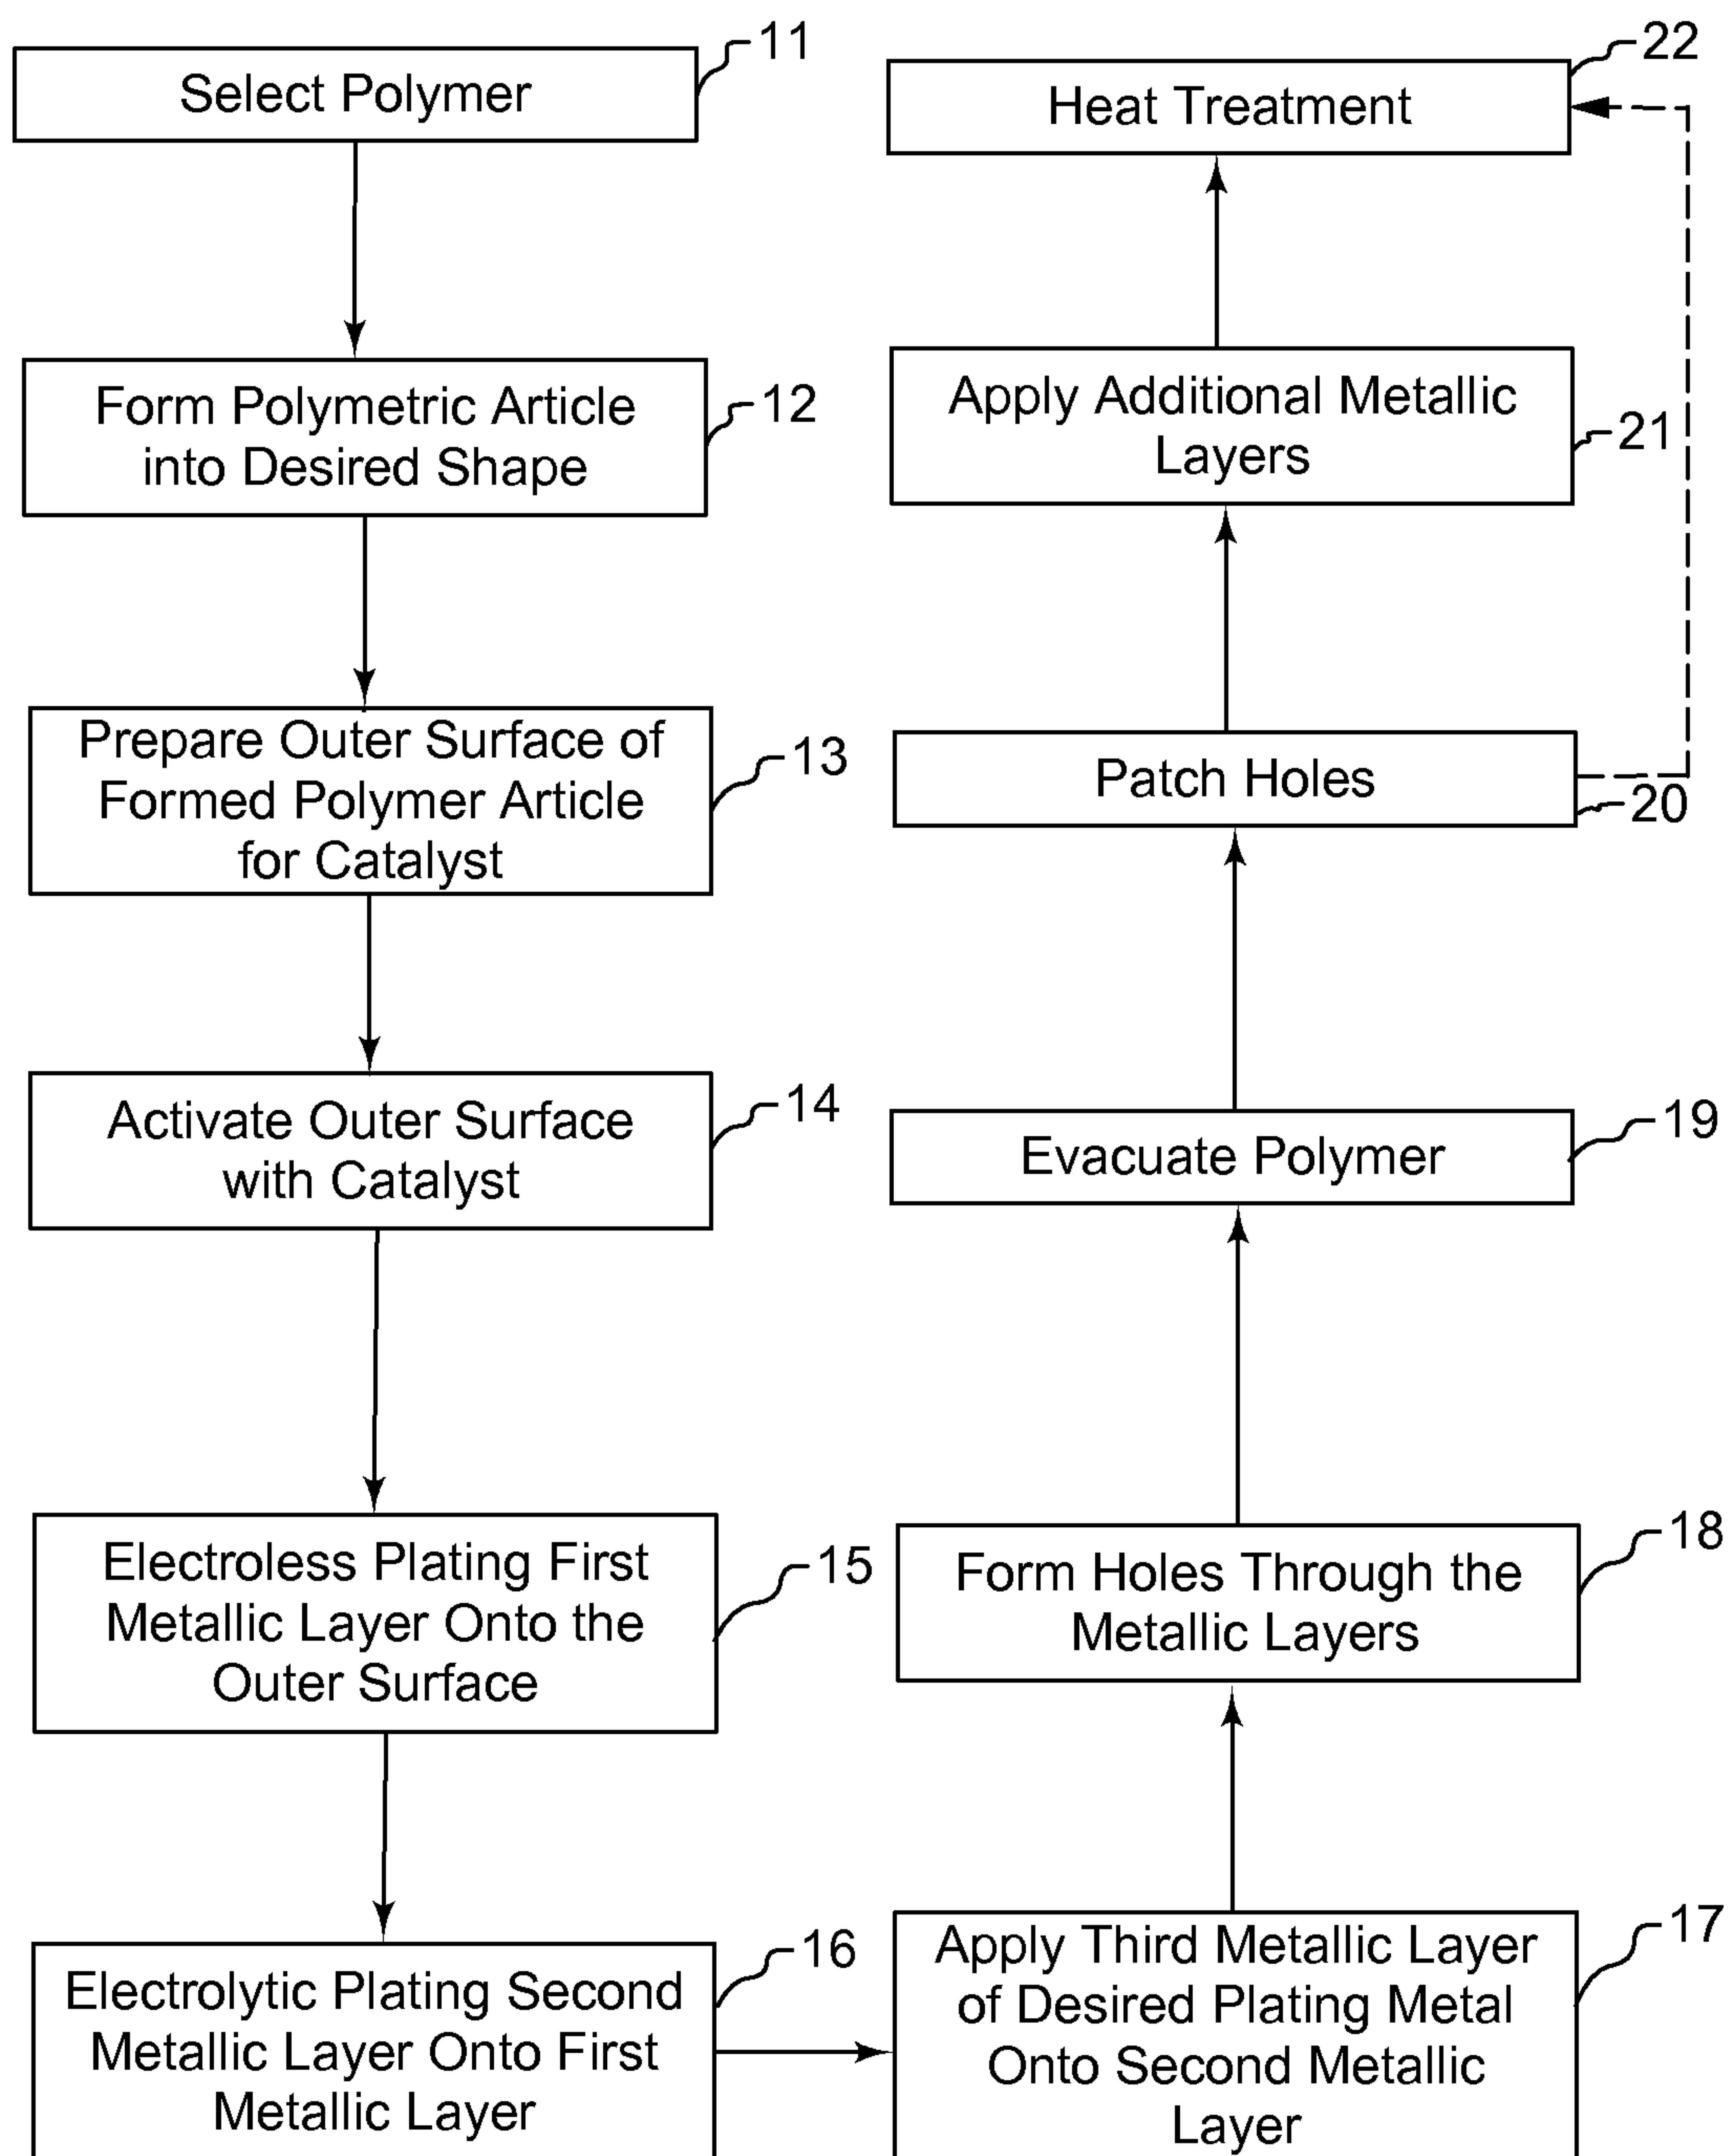 Select Polymer
11
Form Polymetric Article
into Desired Shape
12
Prepare Outer Surface of
Formed Polymer Article
for Catalyst
13
Activate Outer Surface
with Catalyst
14
Electroless Plating First
Metallic Layer Onto the
Outer Surface
15
Electrolytic Plating Second
Metallic Layer Onto First
Metallic Layer
16
Apply Third Metallic Layer
of Desired Plating Metal
Onto Second Metallic
Layer
17
Form Holes Through the
Metallic Layers
18
Evacuate Polymer
19
Patch Holes
20
Apply Additional Metallic
Layers
21
Heat Treatment
22